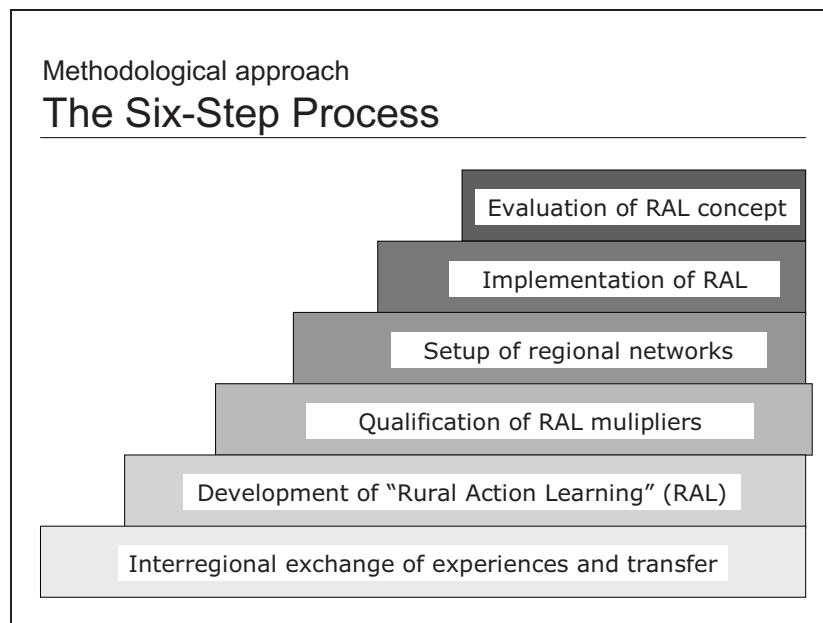 Methodological approach
The Six-Step Process
Evaluation of RAL concept
Implementation of RAL
Setup of regional networks
Qualification of RAL mulipliers
Development of “Rural Action Learning” (RAL)
Interregional exchange of experiences and transfer